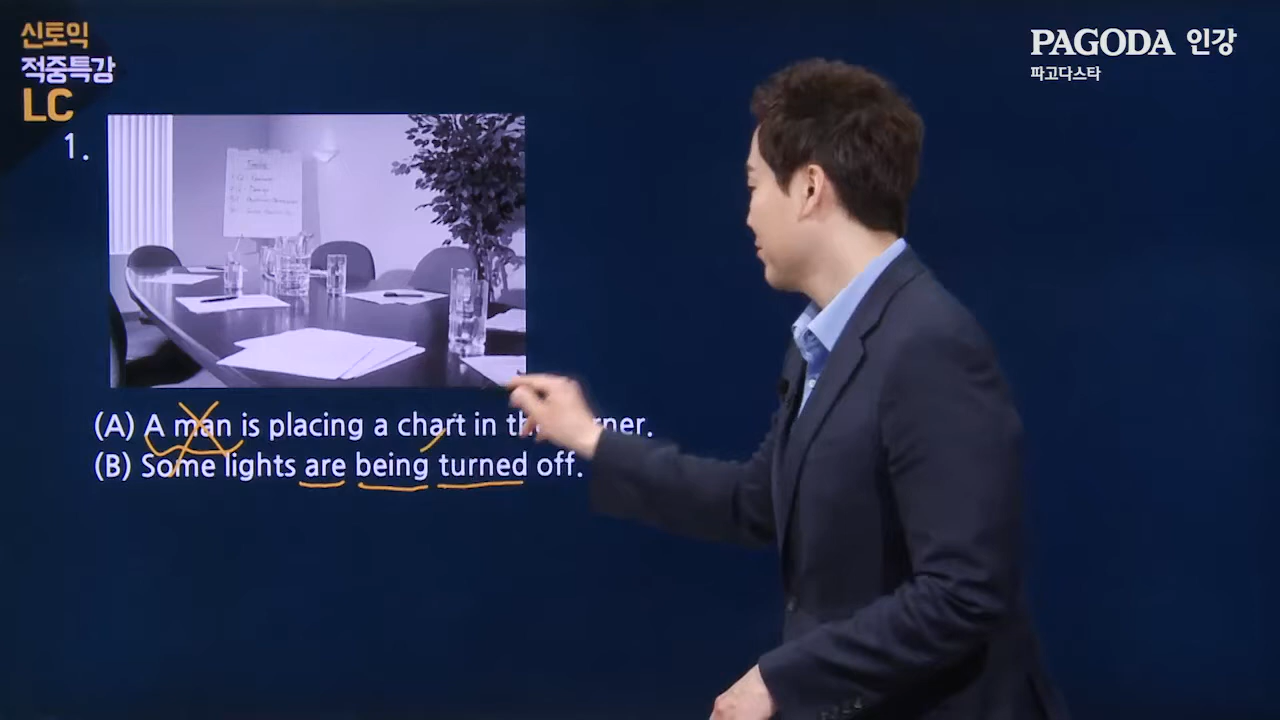 신토익
적중특강
LC
PAGODA 인강
파고다스타
1.
(A) A man is placing a chart in the corner.
(B) Some lights are being turned off.